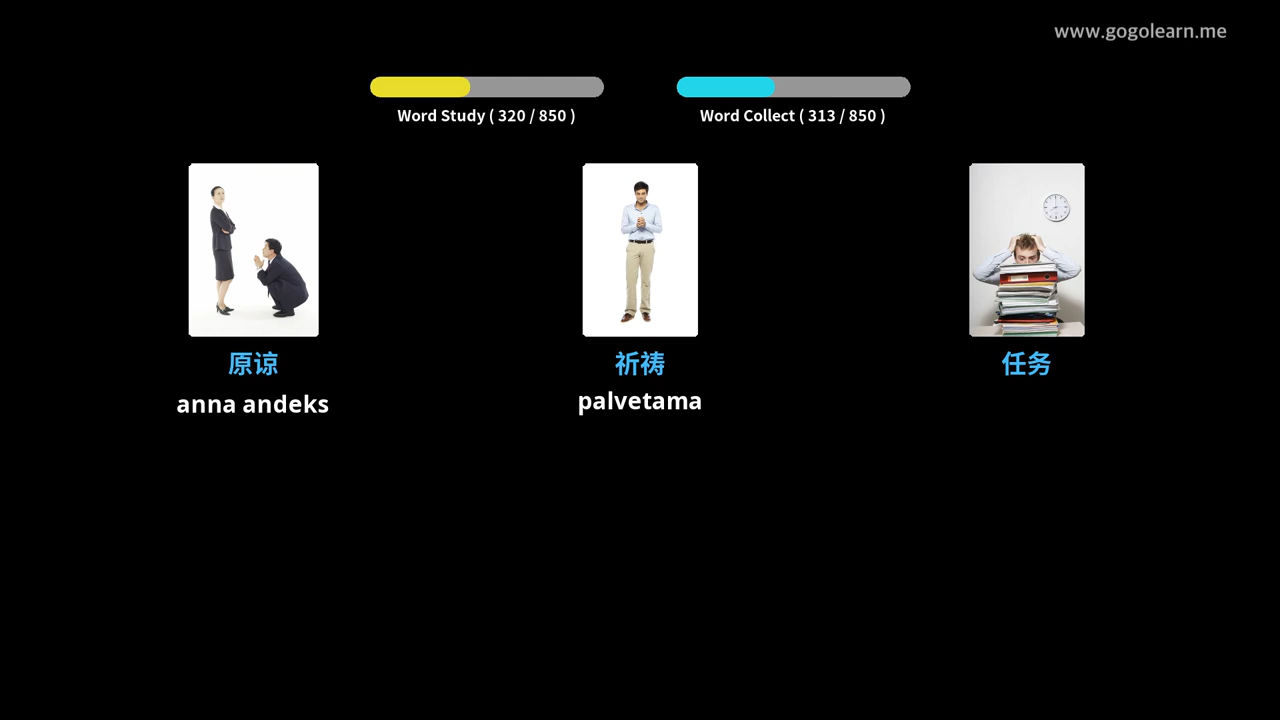 www.gogolearn.me
Word Study ( 320 / 850 )
Word Collect ( 313 / 850 )
原谅
祈祷
任务
anna andeks
palvetama